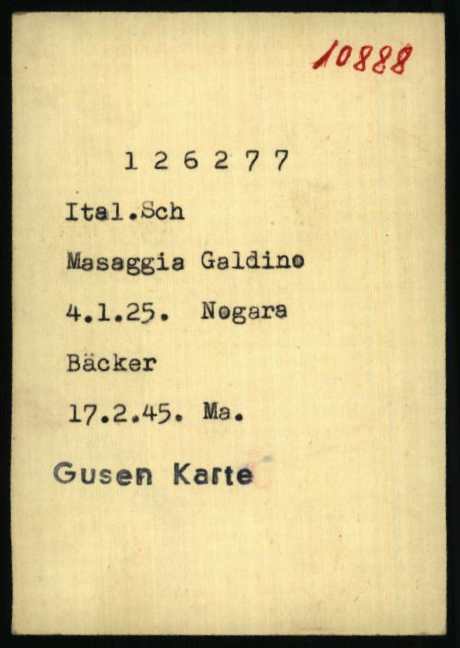 10888
1 2 6 2 7 7
Ital.Sch
Masaggia Galdino
4.1.25. Nogara
Bäcker
17.2.45. Ma.
Gusen Karte